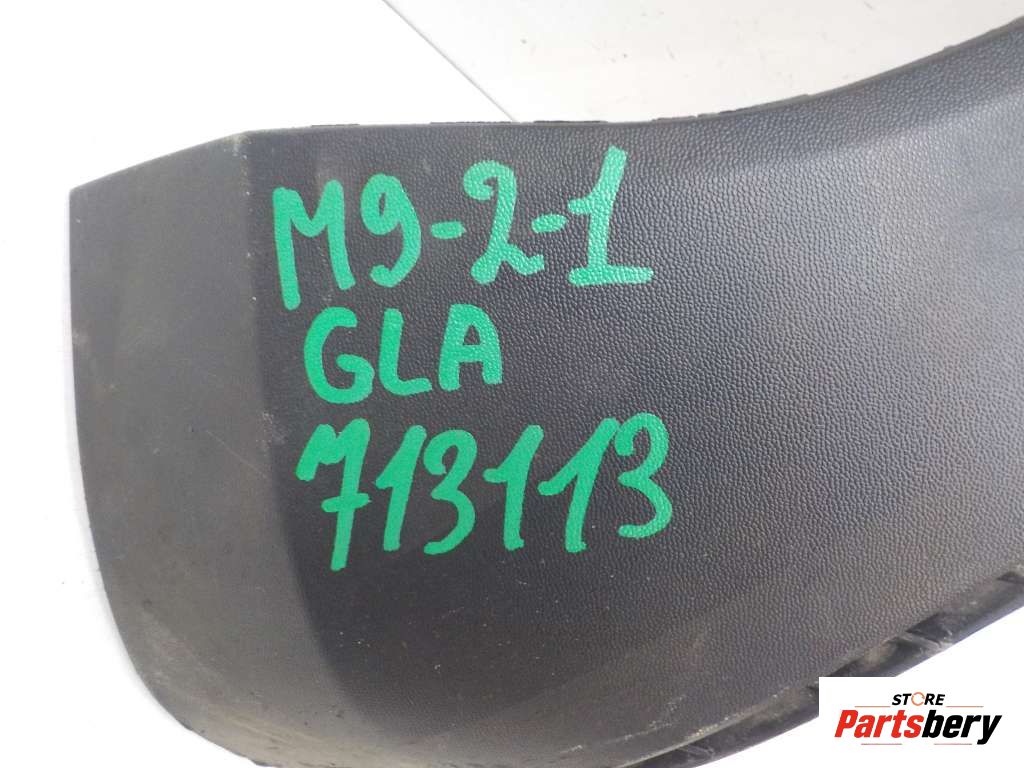 M9-2-1
GLA
713113
STORE
Partsbery